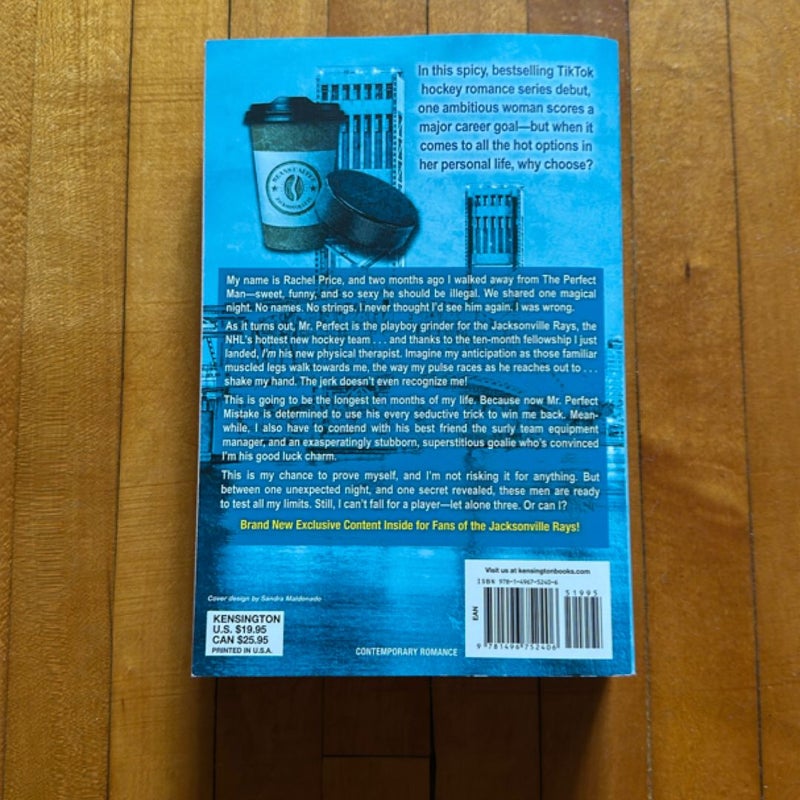 In this spicy, bestselling TikTok
hockey romance series debut,
one ambitious woman scores a
major career goal—but when it
comes to all the hot options in
her personal life, why choose?
My name is Rachel Price, and two months ago I walked away from The Perfect
Man—sweet, funny, and so sexy he should be illegal. We shared one magical
night. No names. No strings. I never thought I'd see him again. I was wrong.
As it turns out, Mr. Perfect is the playboy grinder for the Jacksonville Rays, the
NHL's hottest new hockey team . . . and thanks to the ten-month fellowship I just
landed, I'm his new physical therapist. Imagine my anticipation as those familiar
muscled legs walk towards me, the way my pulse races as he reaches out to . . .
shake my hand. The jerk doesn't even recognize me!
This is going to be the longest ten months of my life. Because now Mr. Perfect
Mistake is determined to use his every seductive trick to win me back. Mean-
while, I also have to contend with his best friend the surly team equipment
manager, and an exasperatingly stubborn, superstitious goalie who's convinced
I'm his good luck charm.
This is my chance to prove myself, and I'm not risking it for anything. But
between one unexpected night, and one secret revealed, these men are ready
to test all my limits. Still, I can't fall for a player—let alone three. Or can I?
Brand New Exclusive Content Inside for Fans of the Jacksonville Rays!
Cover design by Sandra Maldonado
KENSINGTON
U.S. $19.95
CAN $25.95
PRINTED IN U.S.A.
CONTEMPORARY ROMANCE
Visit us at kensingtonbooks.com
ISBN 978-1-4967-5240-6
51995
EAN
9 781496 752406